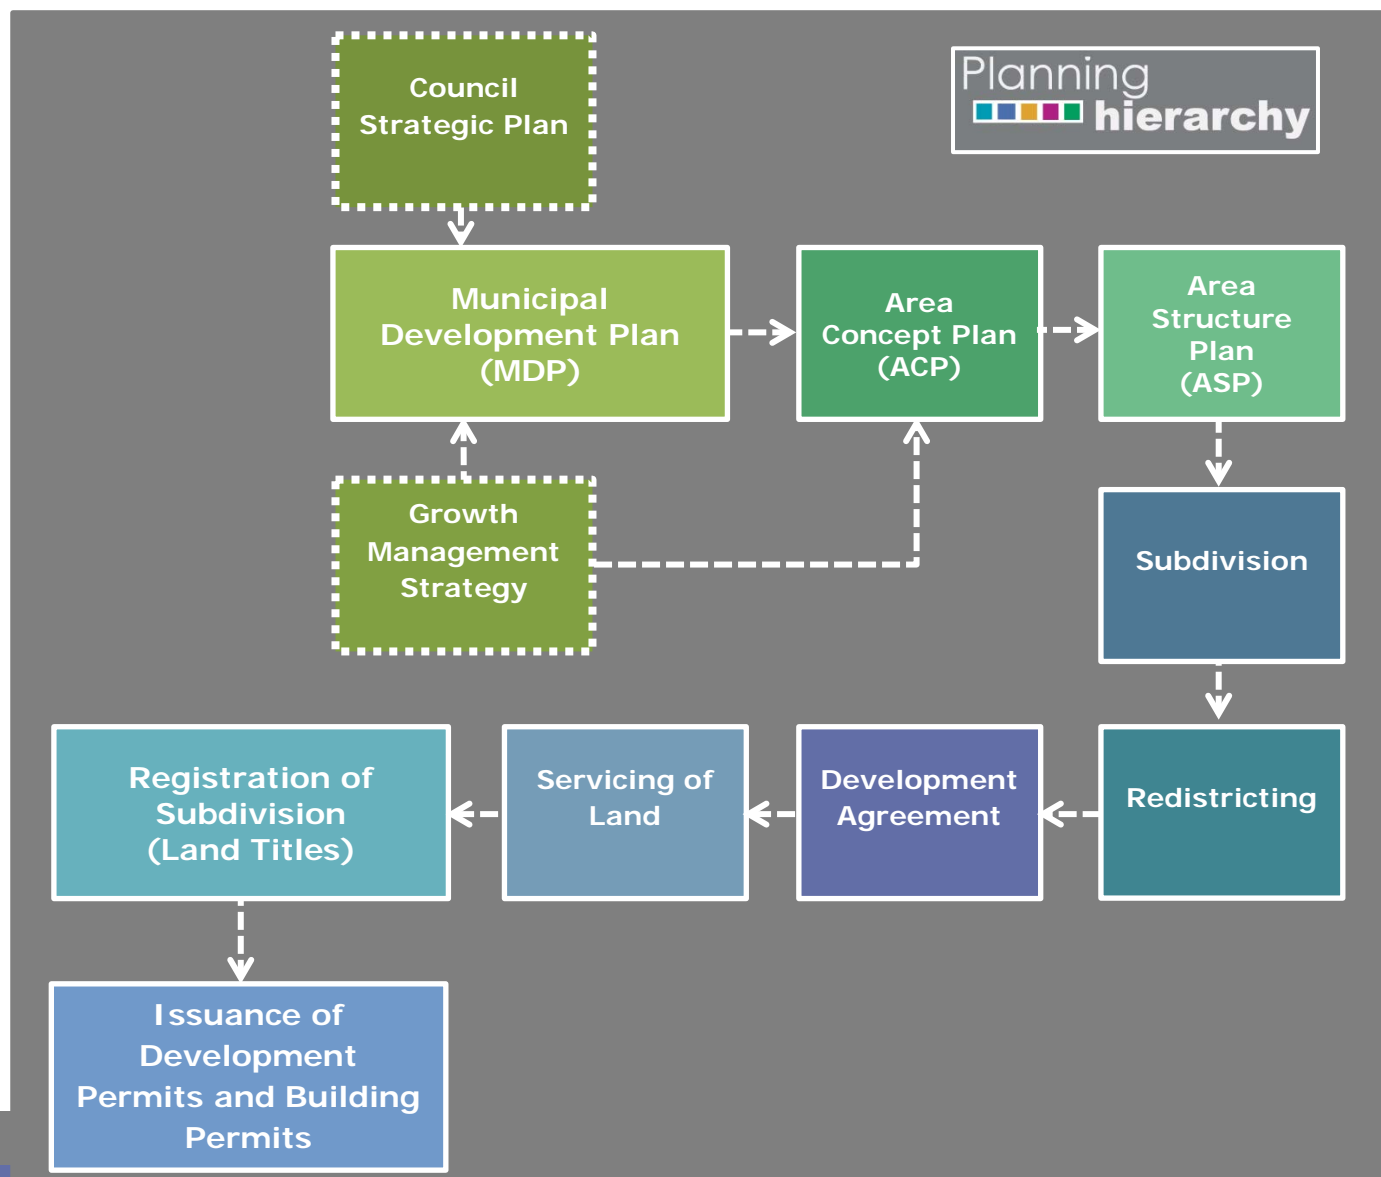 Council
Strategic Plan
Planning
hierarchy
Municipal
Development Plan
(MDP)
Area
Concept Plan
(ACP)
Area
Structure
Plan
(ASP)
Growth
Management
Strategy
Subdivision
Registration of
Subdivision
(Land Titles)
Servicing of
Land
Development
Agreement
Redistricting
Issuance of
Development
Permits and Building
Permits